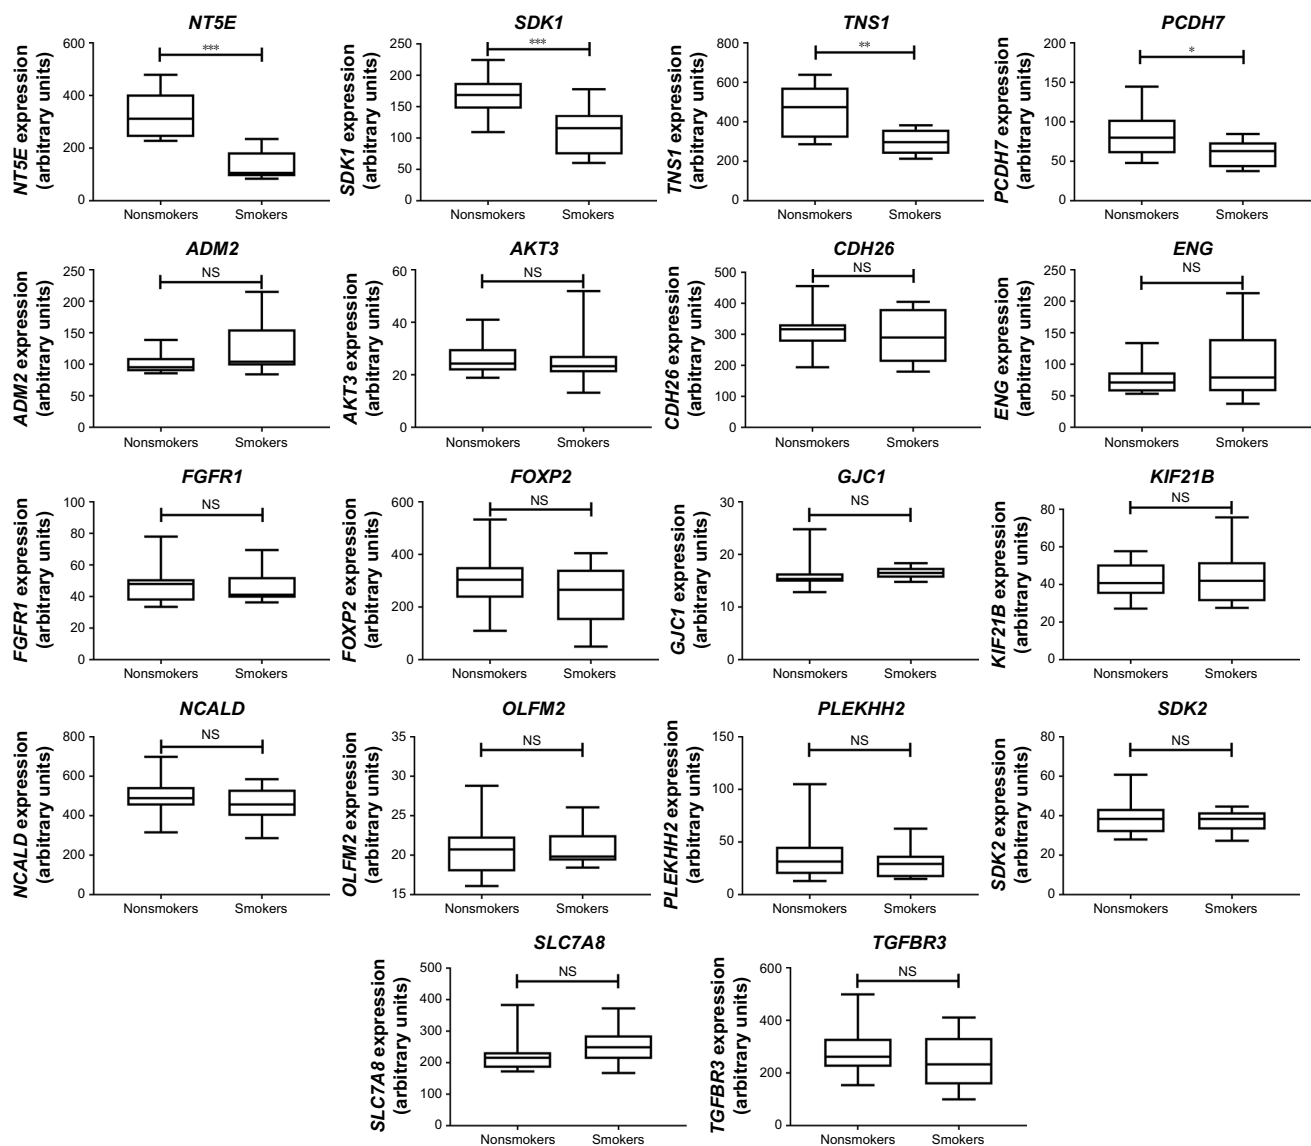 NT5E
NT5E expression
(arbitrary units)
600
400
200
0
***
Nonsmokers
Smokers
SDK1
SDK1 expression
(arbitrary units)
250
200
150
100
50
0
***
Nonsmokers
Smokers
TNS1
TNS1 expression
(arbitrary units)
800
600
400
200
0
**
Nonsmokers
Smokers
PCDH7
PCDH7 expression
(arbitrary units)
200
150
100
50
0
*
Nonsmokers
Smokers
ADM2
ADM2 expression
(arbitrary units)
250
200
150
100
50
0
NS
Nonsmokers
Smokers
AKT3
AKT3 expression
(arbitrary units)
60
40
20
0
NS
Nonsmokers
Smokers
CDH26
CDH26 expression
(arbitrary units)
500
400
300
200
100
0
NS
Nonsmokers
Smokers
ENG
ENG expression
(arbitrary units)
250
200
150
100
50
0
NS
Nonsmokers
Smokers
FGFR1
FGFR1 expression
(arbitrary units)
100
80
60
40
20
0
NS
Nonsmokers
Smokers
FOXP2
FOXP2 expression
(arbitrary units)
600
400
200
0
NS
Nonsmokers
Smokers
GJC1
GJC1 expression
(arbitrary units)
30
20
10
0
NS
Nonsmokers
Smokers
KIF21B
KIF21B expression
(arbitrary units)
80
60
40
20
0
NS
Nonsmokers
Smokers
NCALD
NCALD expression
(arbitrary units)
800
600
400
200
0
NS
Nonsmokers
Smokers
OLFM2
OLFM2 expression
(arbitrary units)
35
30
25
20
15
NS
Nonsmokers
Smokers
PLEKHH2
PLEKHH2 expression
(arbitrary units)
150
100
50
0
NS
Nonsmokers
Smokers
SDK2
SDK2 expression
(arbitrary units)
80
60
40
20
0
NS
Nonsmokers
Smokers
SLC7A8
SLC7A8 expression
(arbitrary units)
500
400
300
200
100
0
NS
Nonsmokers
Smokers
TGFBR3
TGFBR3 expression
(arbitrary units)
600
400
200
0
NS
Nonsmokers
Smokers